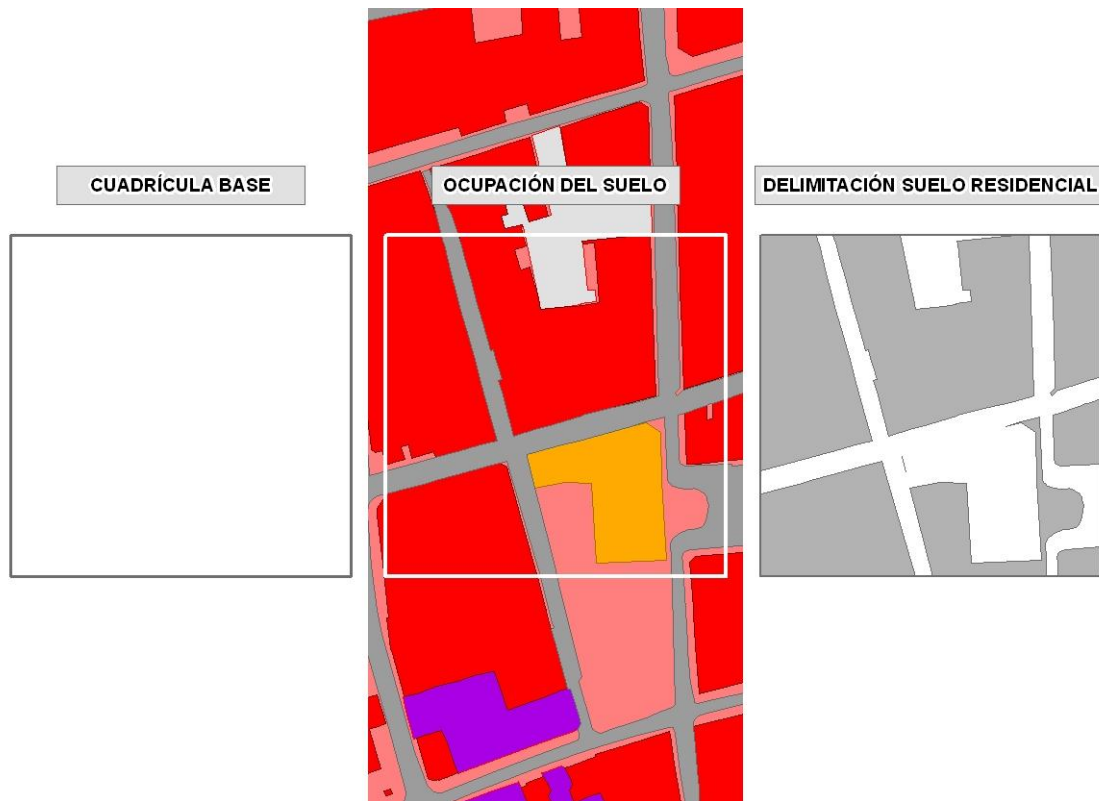 CUADRÍCULA BASE
OCUPACIÓN DEL SUELO
DELIMITACIÓN SUELO RESIDENCIAL